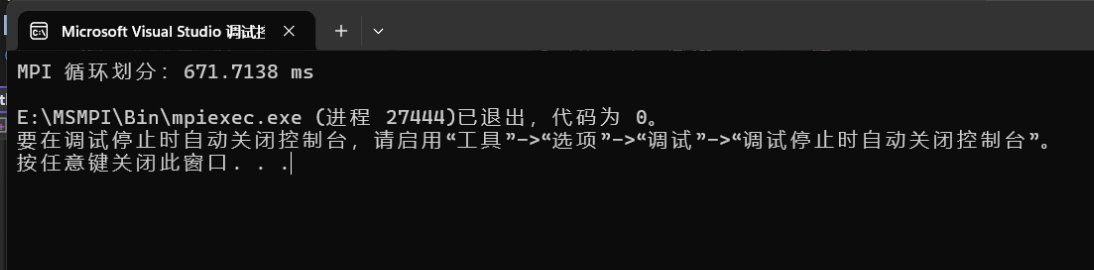 Microsoft Visual Studio 调试控
MPI 循环划分：671.7138 ms
E:\MSMPI\Bin\mpiexec.exe (进程 27444)已退出，代码为 0。
要在调试停止时自动关闭控制台，请启用“工具”->“选项”->“调试”->“调试停止时自动关闭控制台”。
按任意键关闭此窗口. . .